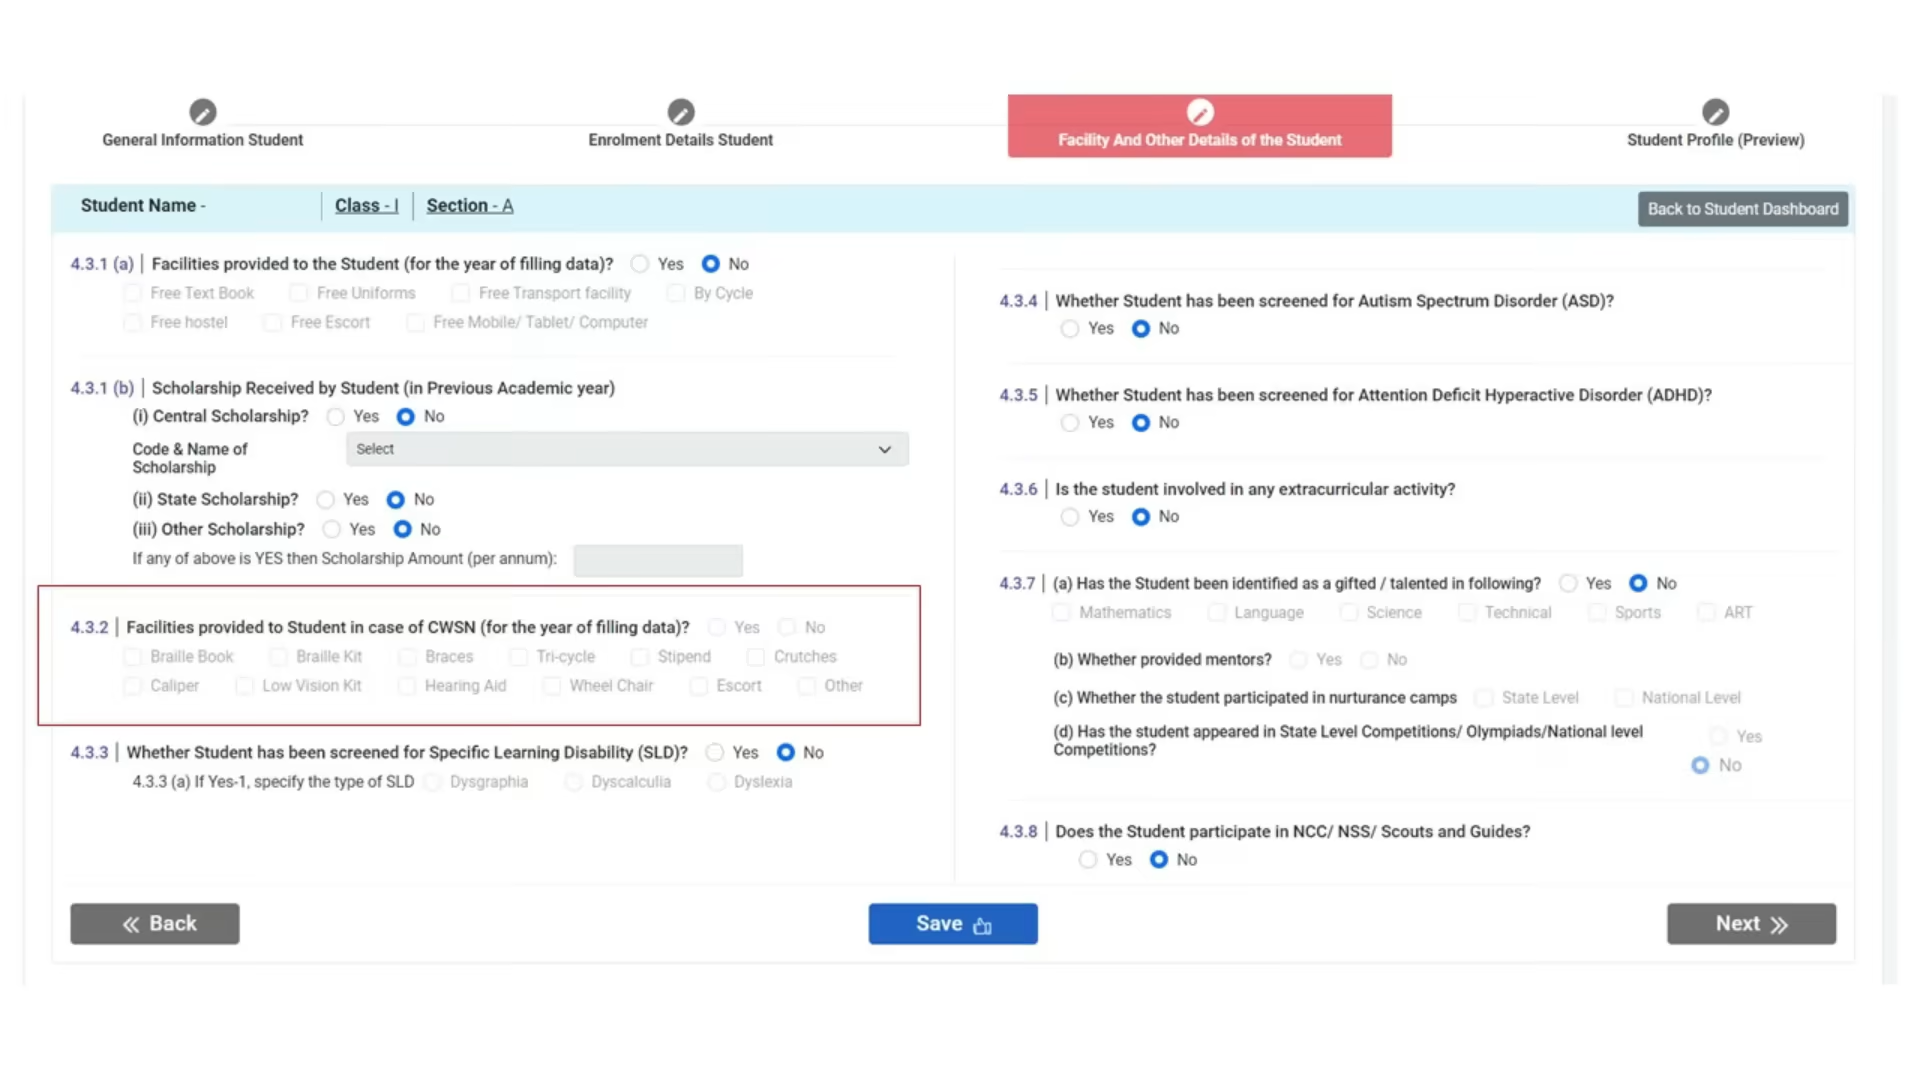 General Information Student
Enrolment Details Student
Facility And Other Details of the Student
Student Profile (Preview)
Student Name - Class - I Section - A
Back to Student Dashboard
4.3.1 (a) Facilities provided to the Student (for the year of filling data)? Yes No
Free Text Book Free Uniforms Free Transport facility By Cycle
Free hostel Free Escort Free Mobile/ Tablet/ Computer
4.3.1 (b) Scholarship Received by Student (in Previous Academic year)
(i) Central Scholarship? Yes No
Code & Name of
Scholarship
Select
(ii) State Scholarship? Yes No
(iii) Other Scholarship? Yes No
If any of above is YES then Scholarship Amount (per annum):
4.3.2 Facilities provided to Student in case of CWSN (for the year of filling data)? Yes No
Braille Book Braille Kit Braces Tri-cycle Stipend Crutches
Caliper Low Vision Kit Hearing Aid Wheel Chair Escort Other
4.3.3 Whether Student has been screened for Specific Learning Disability (SLD)? Yes No
4.3.3 (a) If Yes-1, specify the type of SLD Dysgraphia Dyscalculia Dyslexia
4.3.4 Whether Student has been screened for Autism Spectrum Disorder (ASD)?
Yes No
4.3.5 Whether Student has been screened for Attention Deficit Hyperactive Disorder (ADHD)?
Yes No
4.3.6 Is the student involved in any extracurricular activity?
Yes No
4.3.7 (a) Has the Student been identified as a gifted / talented in following? Yes No
Mathematics Language Science Technical Sports ART
(b) Whether provided mentors? Yes No
(c) Whether the student participated in nurturance camps State Level National Level
(d) Has the student appeared in State Level Competitions/ Olympiads/National level
Competitions?
Yes
No
4.3.8 Does the Student participate in NCC/ NSS/ Scouts and Guides?
Yes No
Back
Save
Next